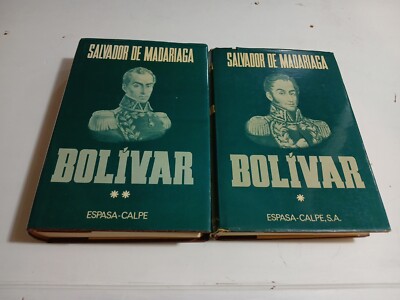 SALVADOR DE MADARIAGA
BOLÍVAR
**
ESPASA-CALPE
SALVADOR DE MADARIAGA
BOLÍVAR
*
ESPASA-CALPE, S.A.